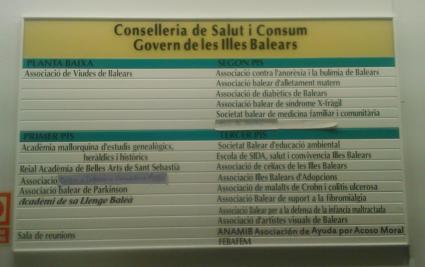 Conselleria de Salut i Consum
Govern de les Illes Balears
PLANTA BAIXA
Associació de Viudes de Balears
SEGON PIS
Associació contra l'anorèxia i la bulimia de Balears
Associació balear d'alletament matern
Associació de diabètics de Balears
Associació balear de síndrome X-fràgil
Societat balear de medicina familiar i comunitària
PRIMER PIS
Acadèmia mallorquina d'estudis genealògics,
heràldics i històrics
Reial Acadèmia de Belles Arts de Sant Sebastià
Associació
Associació balear de Parkinson
Acadèmi de sa Llengo Baléà
Sala de reunions
TERCER PIS
Societat Balear d'educació ambiental
Escola de SIDA, salut i convivencia Illes Balears
Associació de celíacs de les Illes Balears
Associació Illes Balears d'Adopcions
Associació de malalts de Crohn i colitis ulcerosa
Associació Balear de suport a la fibromiàlgia
Associació Balear per a la defensa de la infància maltractada
Associació d'artistes visuals de Balears
ANAMIB Asociación de Ayuda por Acoso Moral
FEBAFEM